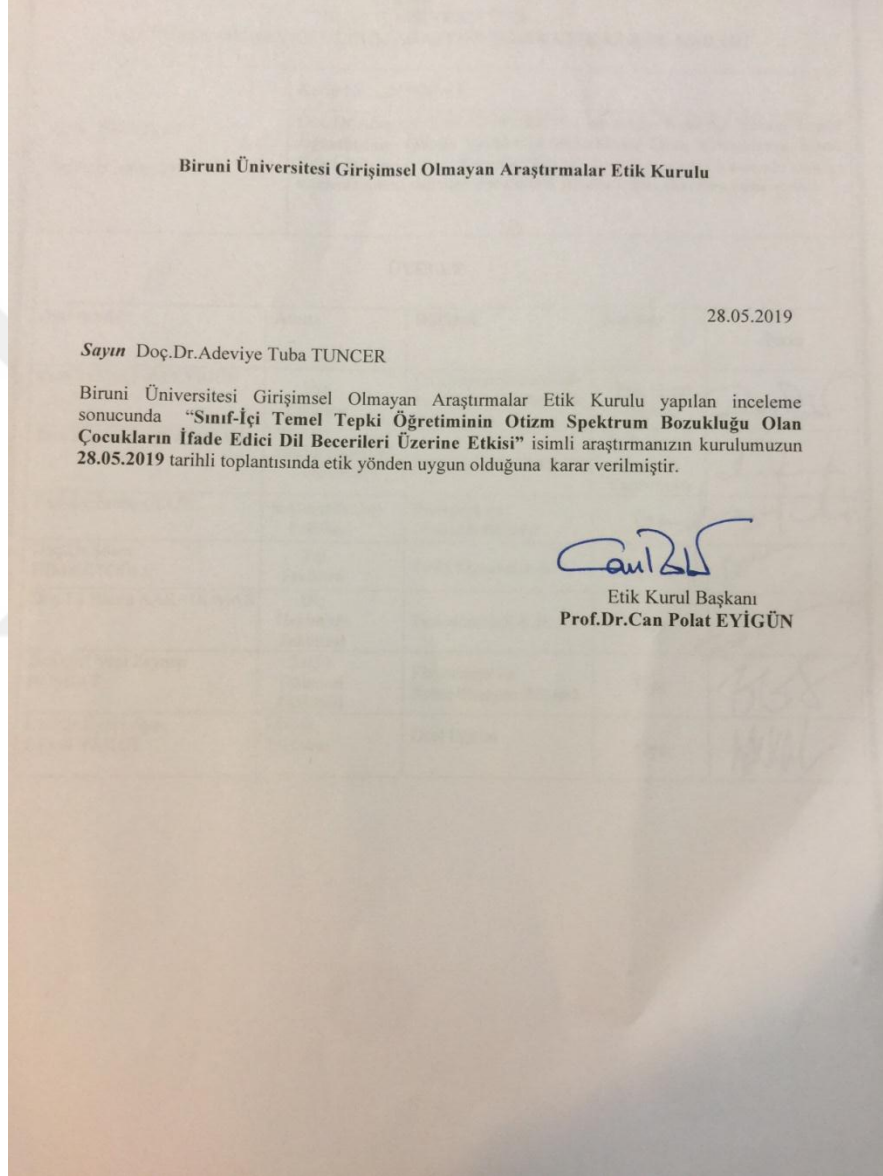 Biruni Üniversitesi Girişimsel Olmayan Araştırmalar Etik Kurulu
28.05.2019
Sayın Doç.Dr.Adeviye Tuba TUNCER
Biruni Üniversitesi Girişimsel Olmayan Araştırmalar Etik Kurulu yapılan inceleme
sonucunda “Sınıf-İçi Temel Tepki Öğretiminin Otizm Spektrum Bozukluğu Olan
Çocukların İfade Edici Dil Becerileri Üzerine Etkisi” isimli araştırmanızın kurulumuzun
28.05.2019 tarihli toplantısında etik yönden uygun olduğuna karar verilmiştir.
Etik Kurul Başkanı
Prof.Dr.Can Polat EYİGÜN